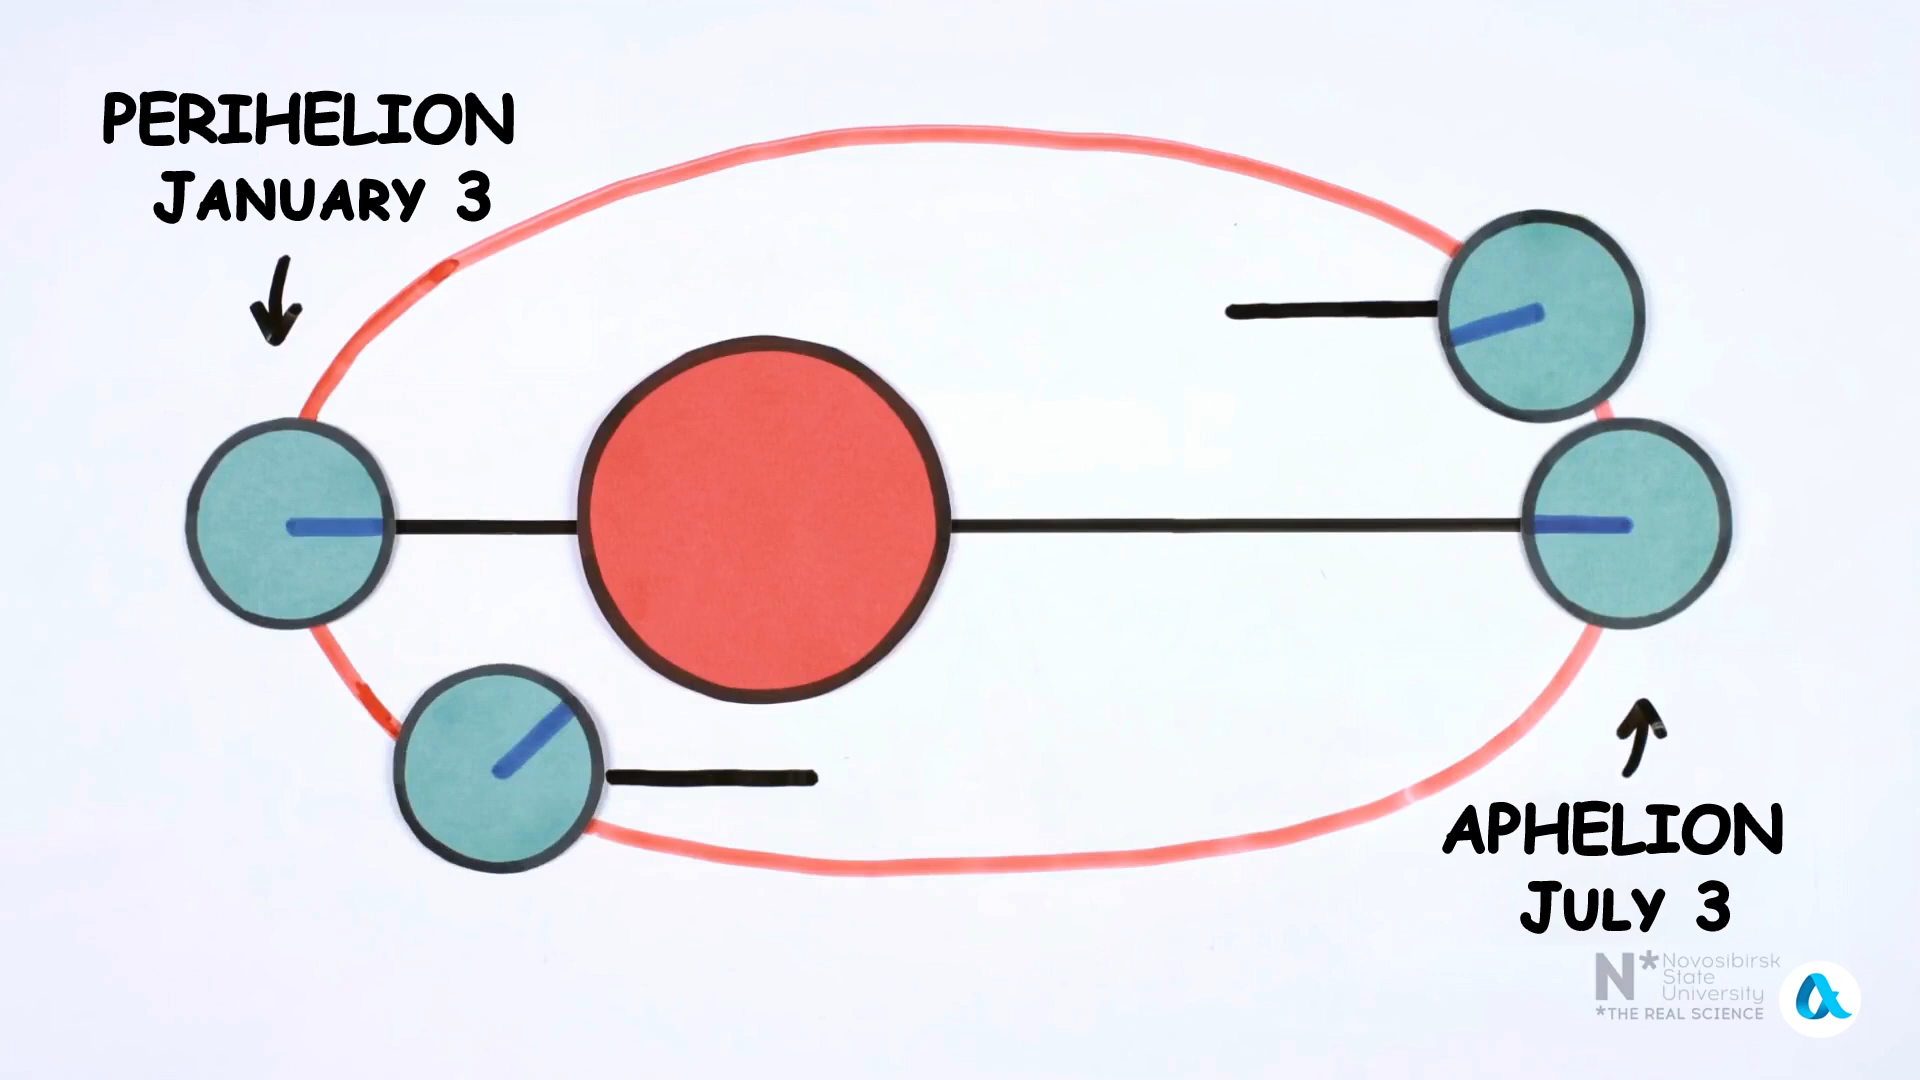 PERIHELION
JANUARY 3
APHELION
JULY 3
N* Novosibirsk
State
University
*THE REAL SCIENCE